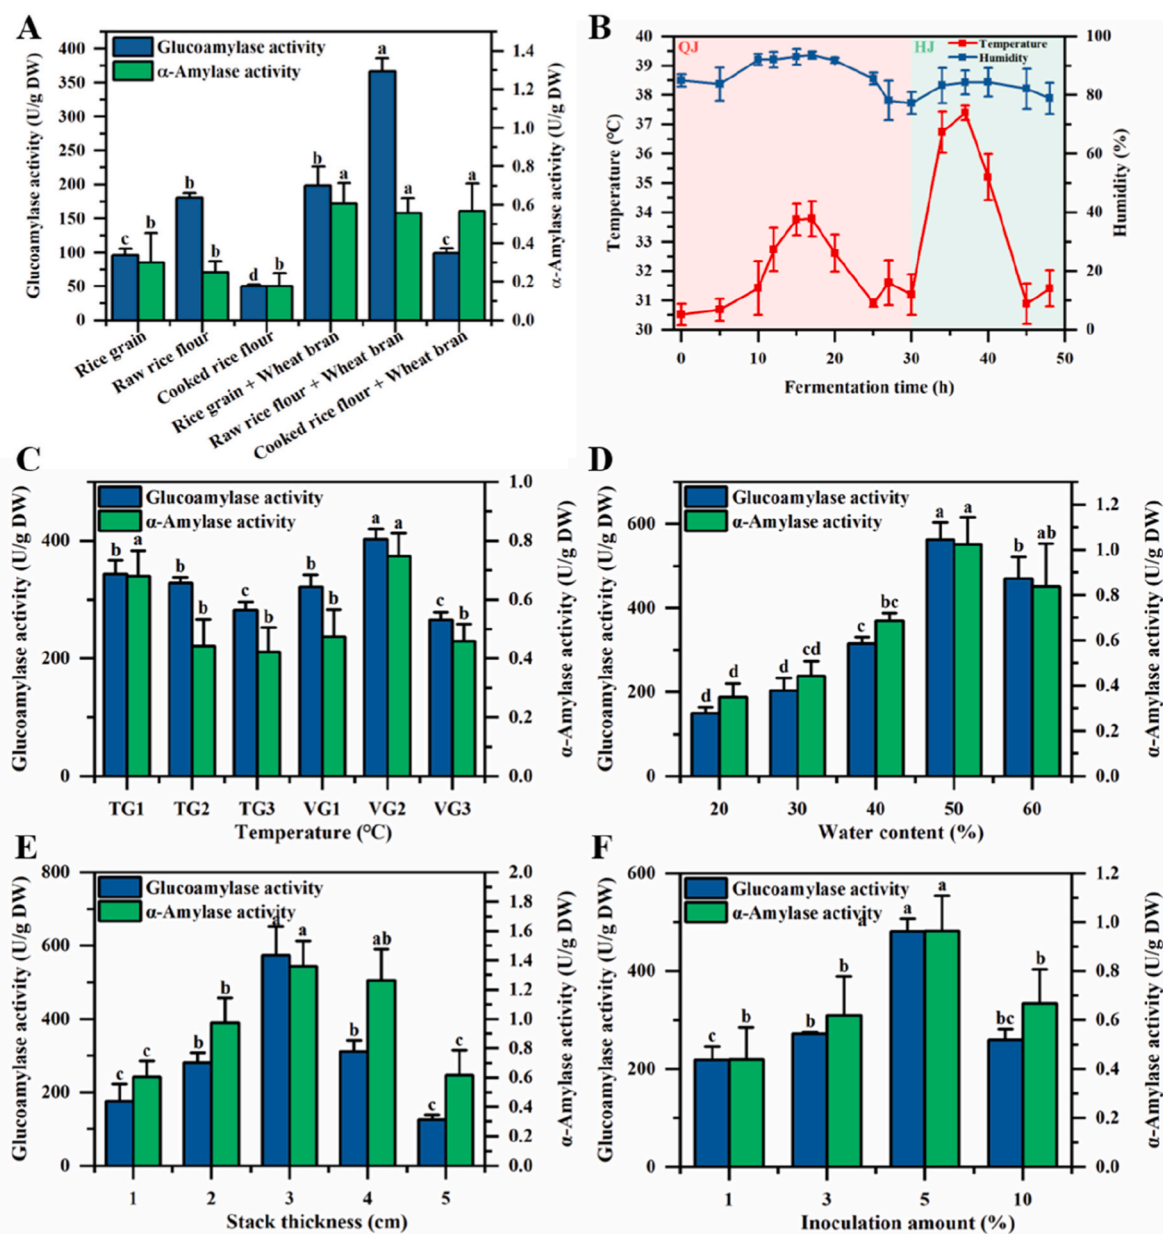 A
Glucoamylase activity
α-Amylase activity
Glucoamylase activity (U/g DW)
α-Amylase activity (U/g DW)
400
350
300
250
200
150
100
50
0
1.4
1.2
1.0
0.8
0.6
0.4
0.2
0.0
c b b b d b b a a a c a
Rice grain
Raw rice flour
Cooked rice flour
Rice grain + Wheat bran
Raw rice flour + Wheat bran
Cooked rice flour + Wheat bran
B
QJ
HJ
Temperature
Humidity
Temperature (℃)
Humidity (%)
40
39
38
37
36
35
34
33
32
31
30
100
80
60
40
20
0
0 10 20 30 40 50
Fermentation time (h)
C
Glucoamylase activity
α-Amylase activity
Glucoamylase activity (U/g DW)
α-Amylase activity (U/g DW)
400
200
0
1.0
0.8
0.6
0.4
0.2
0.0
b a b b c b b b a a c b
TG1 TG2 TG3 VG1 VG2 VG3
Temperature (℃)
D
Glucoamylase activity
α-Amylase activity
Glucoamylase activity (U/g DW)
α-Amylase activity (U/g DW)
600
400
200
0
1.2
1.0
0.8
0.6
0.4
0.2
0.0
d d d cd c bc a a b ab
20 30 40 50 60
Water content (%)
E
Glucoamylase activity
α-Amylase activity
Glucoamylase activity (U/g DW)
α-Amylase activity (U/g DW)
800
600
400
200
0
2.0
1.8
1.6
1.4
1.2
1.0
0.8
0.6
0.4
0.2
0.0
c c b b a a b ab c c
1 2 3 4 5
Stack thickness (cm)
F
Glucoamylase activity
α-Amylase activity
Glucoamylase activity (U/g DW)
α-Amylase activity (U/g DW)
600
400
200
0
1.2
1.0
0.8
0.6
0.4
0.2
0.0
a
c b b b a a bc b
1 3 5 10
Inoculation amount (%)